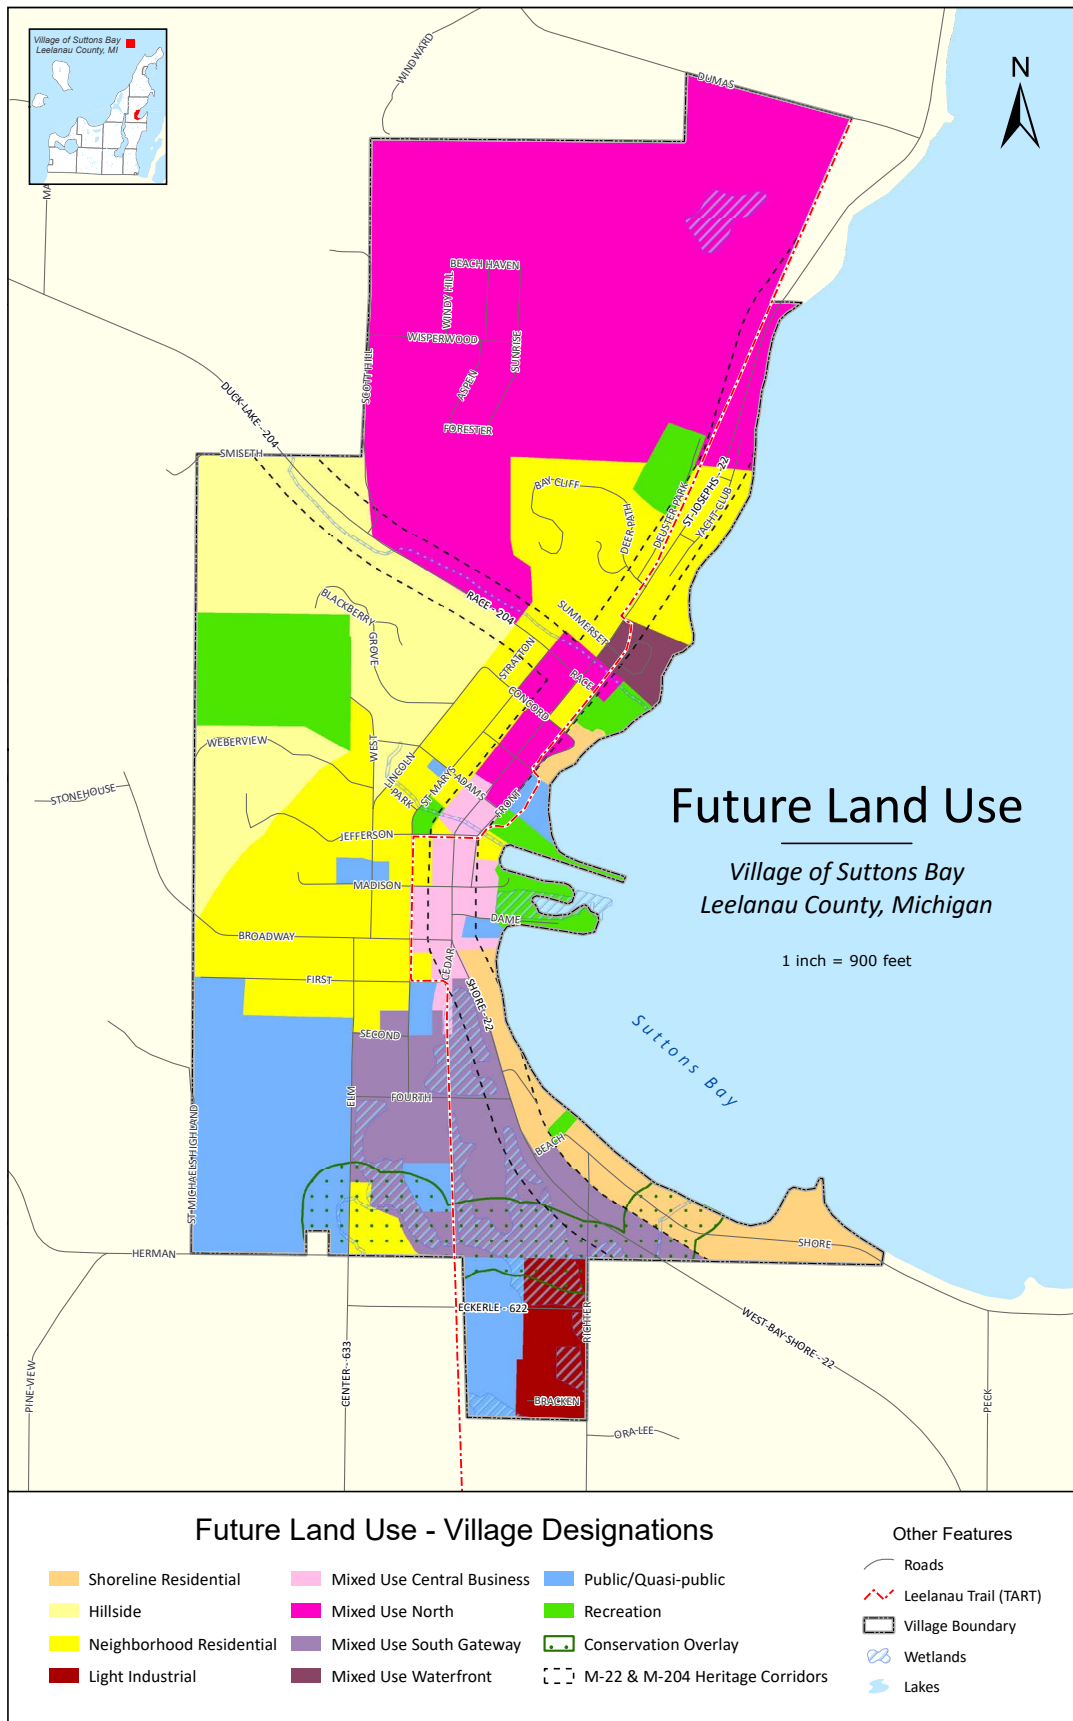 Village of Suttons Bay
Leelanau County, MI
WINDWARD
DUMAS
N
BEACH HAVEN
WINDY HILL
WISPERWOOD
SUNRISE
ASPEN
SCOTT HILL
FORESTER
DUCK-LAKE - 204
SMISETH
BAY CLIFF
DEER-PATH
DEUSTER-PARK
ST-JOSEPHS - 22
YACHT-CLUB
RACE - 204
SUMMERSET
BLACKBERRY
GROVE
STRATTON
RACE
CONCORD
WEBERVIEW
WEST
LINCOLN
PARK
ST-MARYS
ADAMS
FRONT
STONEHOUSE
JEFFERSON
MADISON
DAME
BROADWAY
CEDAR
FIRST
SHORE - 22
SECOND
ELM
FOURTH
BEACH
ST-MICHAELS-HIGHLAND
HERMAN
SHORE
ECKERLE - 622
RICHTER
WEST-BAY-SHORE - 22
CENTER - 633
PINE-VIEW
PECK
BRACKEN
ORA-LEE
MA
Future Land Use
Village of Suttons Bay
Leelanau County, Michigan
1 inch = 900 feet
Suttons Bay
Future Land Use - Village Designations
Shoreline Residential
Hillside
Neighborhood Residential
Light Industrial
Mixed Use Central Business
Mixed Use North
Mixed Use South Gateway
Mixed Use Waterfront
Public/Quasi-public
Recreation
Conservation Overlay
M-22 & M-204 Heritage Corridors
Other Features
Roads
Leelanau Trail (TART)
Village Boundary
Wetlands
Lakes